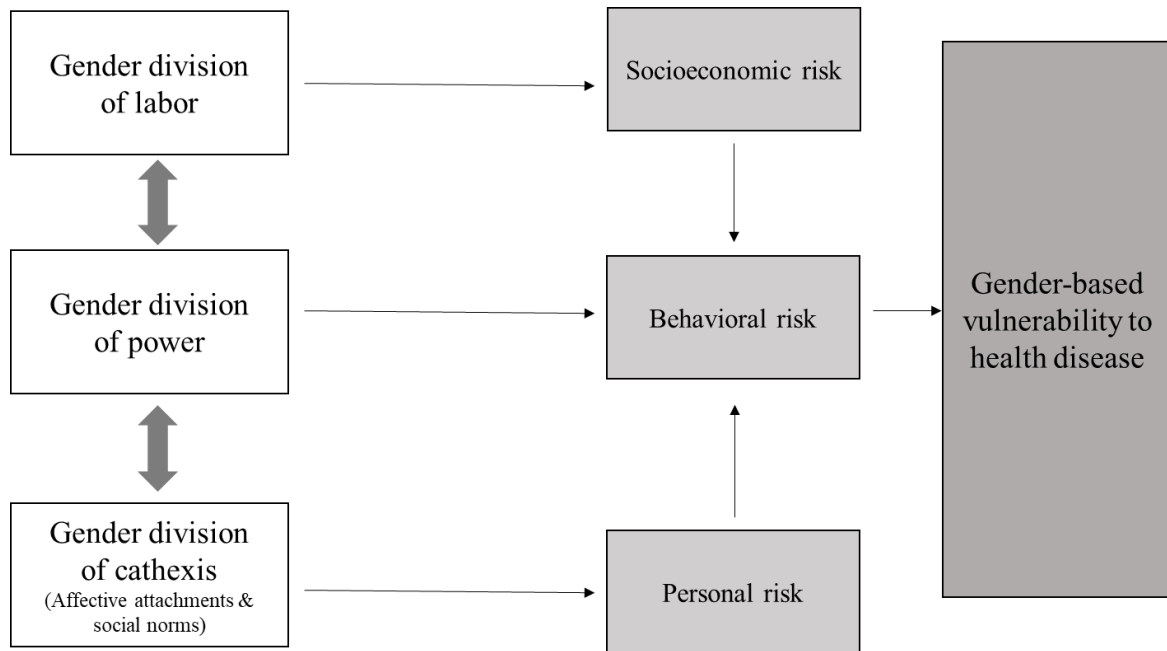 Gender division
of labor
Socioeconomic risk
Gender division
of power
Behavioral risk
Gender-based
vulnerability to
health disease
Gender division
of cathexis
(Affective attachments &
social norms)
Personal risk